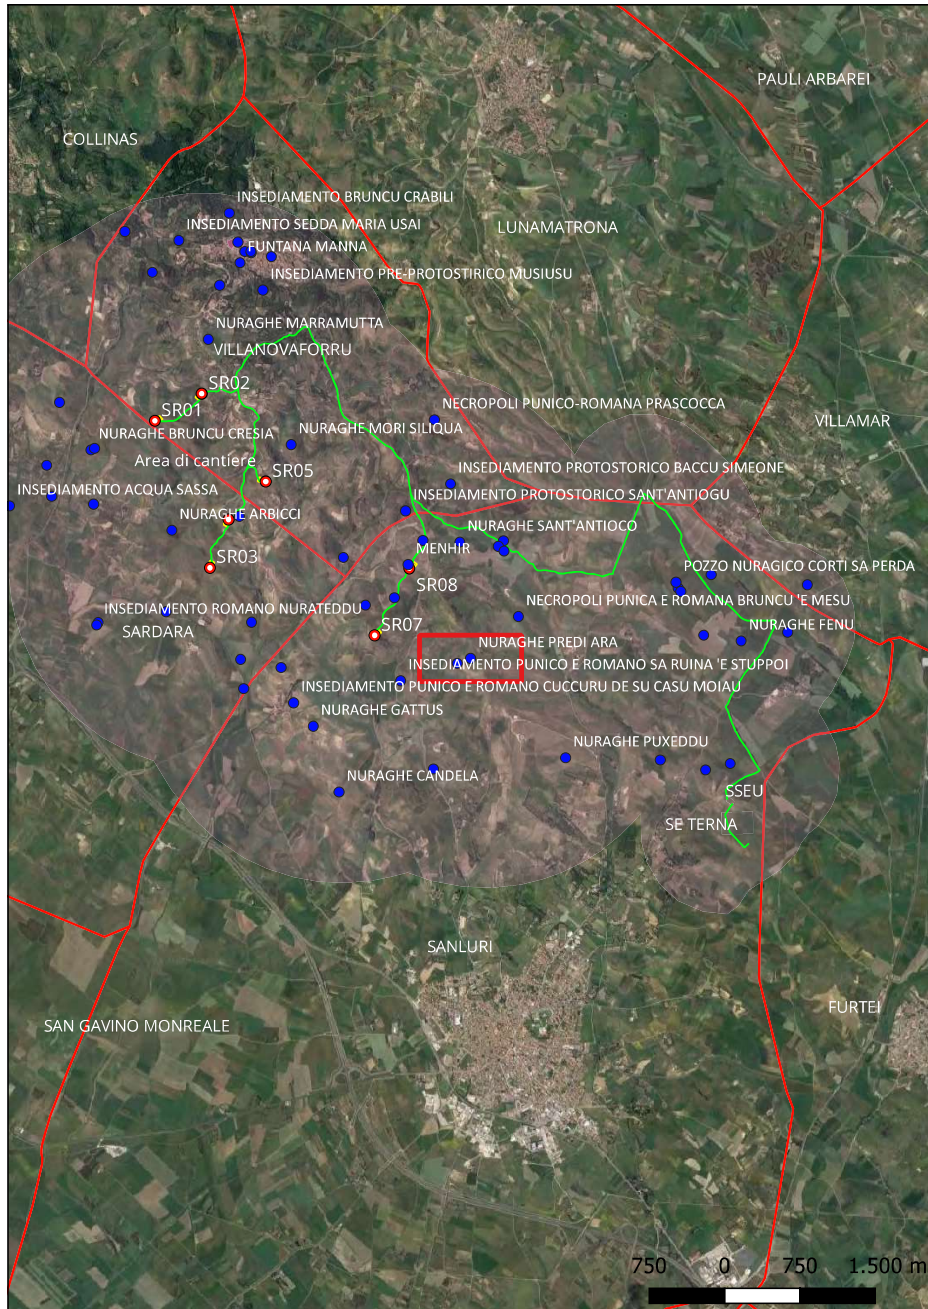 PAULI ARBAREI
COLLINAS
INSEDIAMENTO BRUNCU CRABILI
INSEDIAMENTO SEDDA MARIA USAI
LUNAMATRONA
FUNTANA MANNA
INSEDIAMENTO PRE-PROTOSTIRICO MUSIUSU
NURAGHE MARRAMUTTA
VILLANOVAFORRU
SR02
NECROPOLI PUNICO-ROMANA PRASCOCCA
SR01
VILLAMAR
NURAGHE MORI SILIQUA
NURAGHE BRUNCU CRESIA
Area di cantiere
INSEDIAMENTO PROTOSTORICO BACCU SIMEONE
SR05
INSEDIAMENTO ACQUA SASSA
INSEDIAMENTO PROTOSTORICO SANT'ANTIOGU
NURAGHE ARBICCI
NURAGHE SANT'ANTIOCO
MENHIR
SR03
POZZO NURAGICO CORTI SA PERDA
SR08
NECROPOLI PUNICA E ROMANA BRUNCU 'E MESU
INSEDIAMENTO ROMANO NURATEDDU
SARDARA
SR07
NURAGHE FENU
NURAGHE PREDI ARA
INSEDIAMENTO PUNICO E ROMANO SA RUINA 'E STUPPOI
INSEDIAMENTO PUNICO E ROMANO CUCCURU DE SU CASU MOIAU
NURAGHE GATTUS
NURAGHE PUXEDDU
NURAGHE CANDELA
SSEU
SE TERNA
SANLURI
FURTEI
SAN GAVINO MONREALE
750 0 750 1.500 m